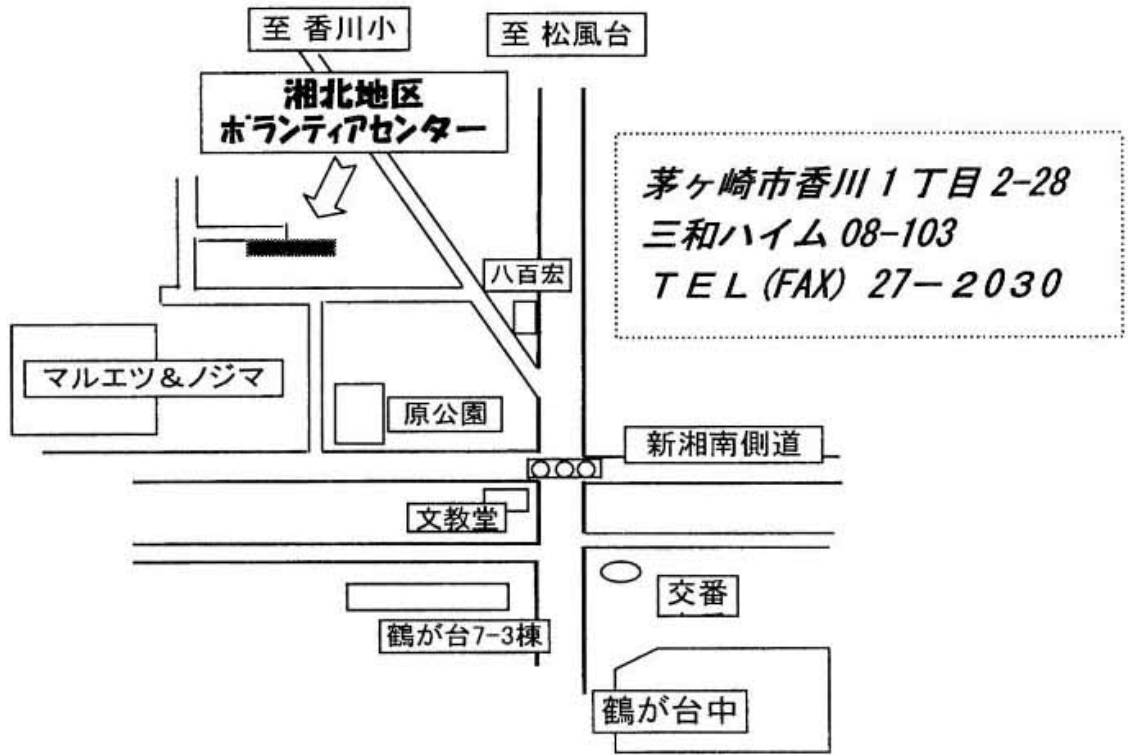 至 香川小
至 松風台
湘北地区
ボランティアセンター
茅ヶ崎市香川1丁目2-28
三和ハイム08-103
ＴＥＬ(FAX) 27－２０３０
八百宏
マルエツ＆ノジマ
原公園
新湘南側道
文教堂
交番
鶴が台7-3棟
鶴が台中